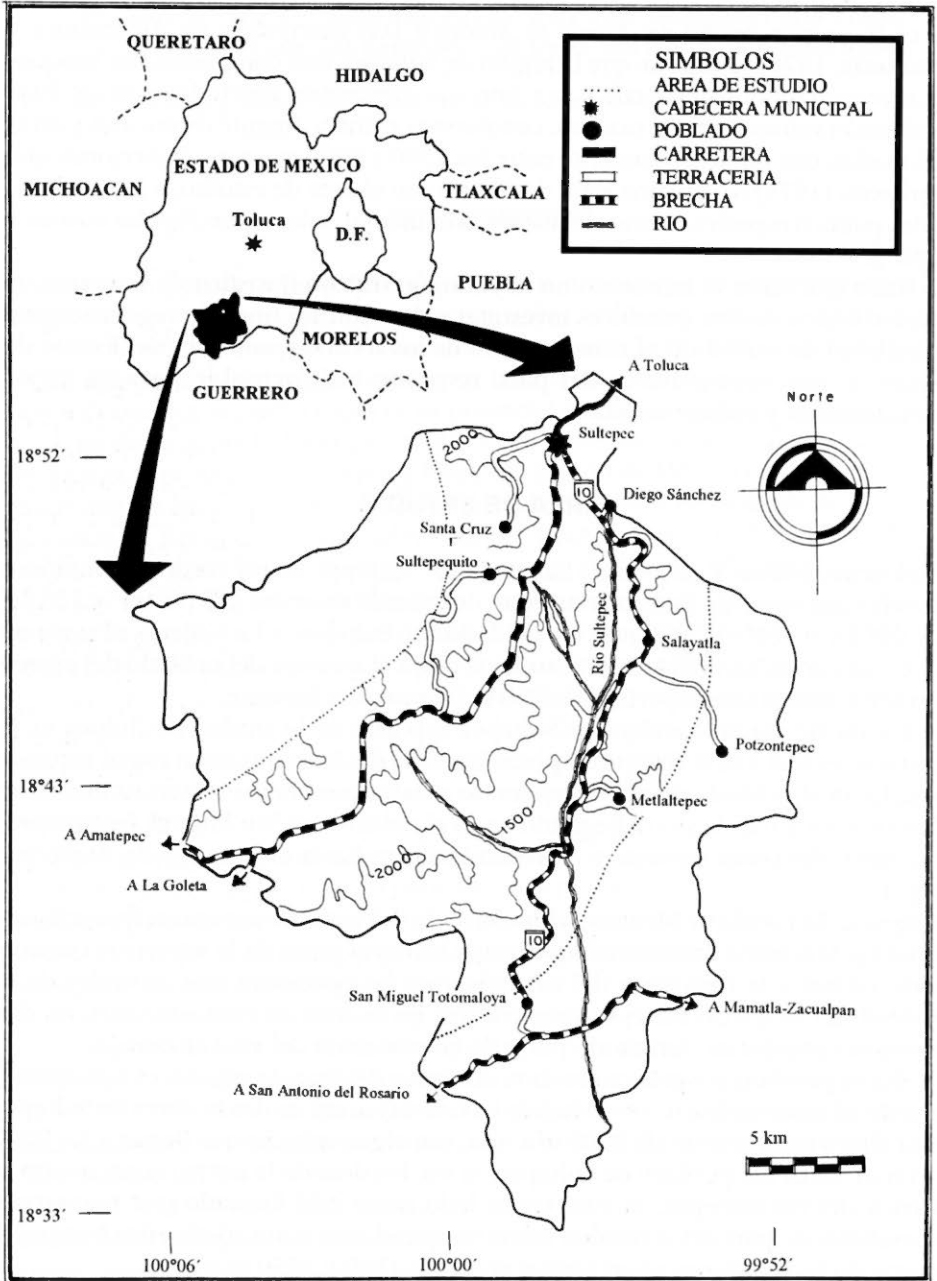 QUERETARO
HIDALGO
ESTADO DE MEXICO
MICHOACAN
TLAXCALA
Toluca
D.F.
PUEBLA
MORELOS
GUERRERO
SIMBOLOS
AREA DE ESTUDIO
CABECERA MUNICIPAL
POBLADO
CARRETERA
TERRACERIA
BRECHA
RIO
A Toluca
Norte
Sultepec
2000
18°52´
10
Diego Sánchez
Santa Cruz
Sultepequito
Rio Sultepec
Salayatla
Potzontepec
18°43´
Metlaltepec
1500
A Amatepec
2000
A La Goleta
10
San Miguel Totomaloya
A Mamatla-Zacualpan
A San Antonio del Rosario
5 km
18°33´
100°06´
100°00´
99°52´